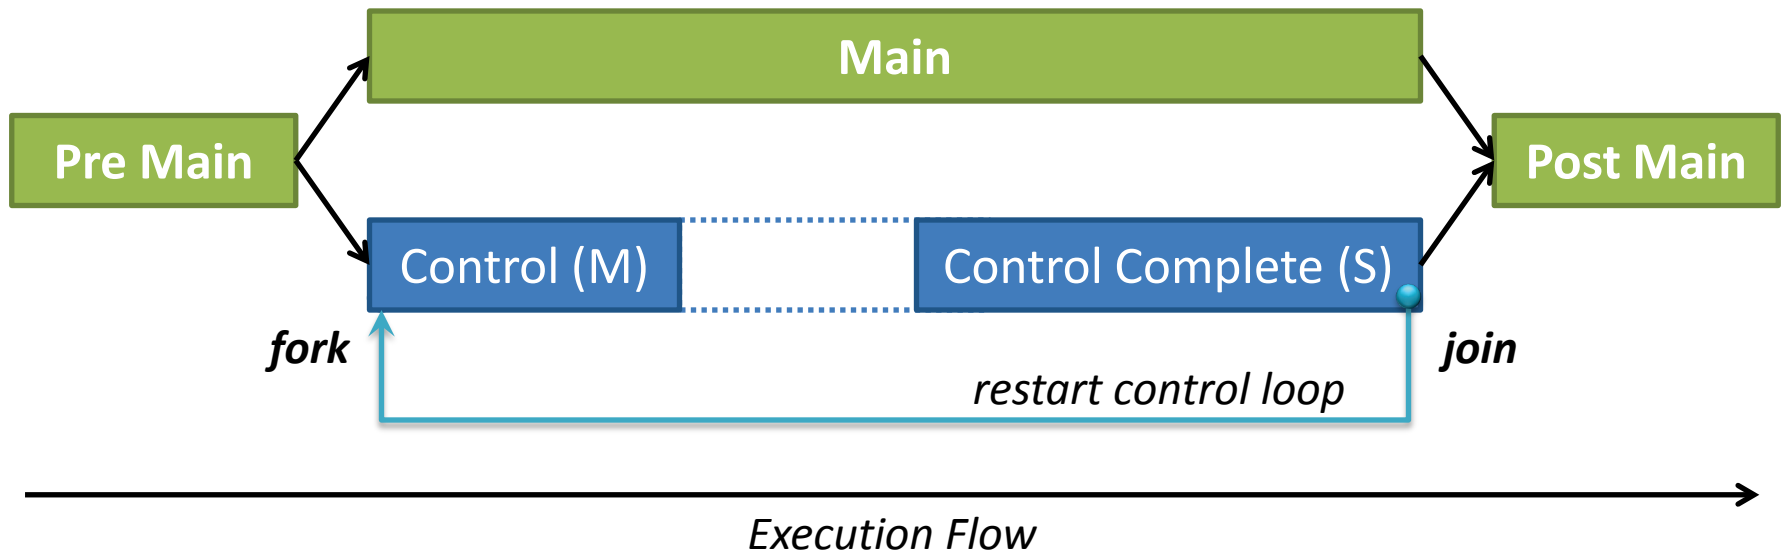 Main
Pre Main
Post Main
Control (M)
Control Complete (S)
fork
join
restart control loop
Execution Flow